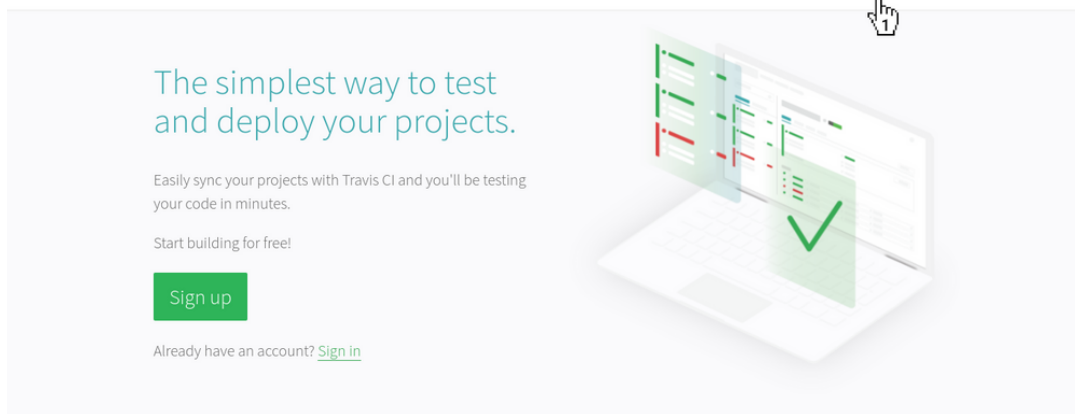 1
The simplest way to test
and deploy your projects.
Easily sync your projects with Travis CI and you'll be testing
your code in minutes.
Start building for free!
Sign up
Already have an account? Sign in